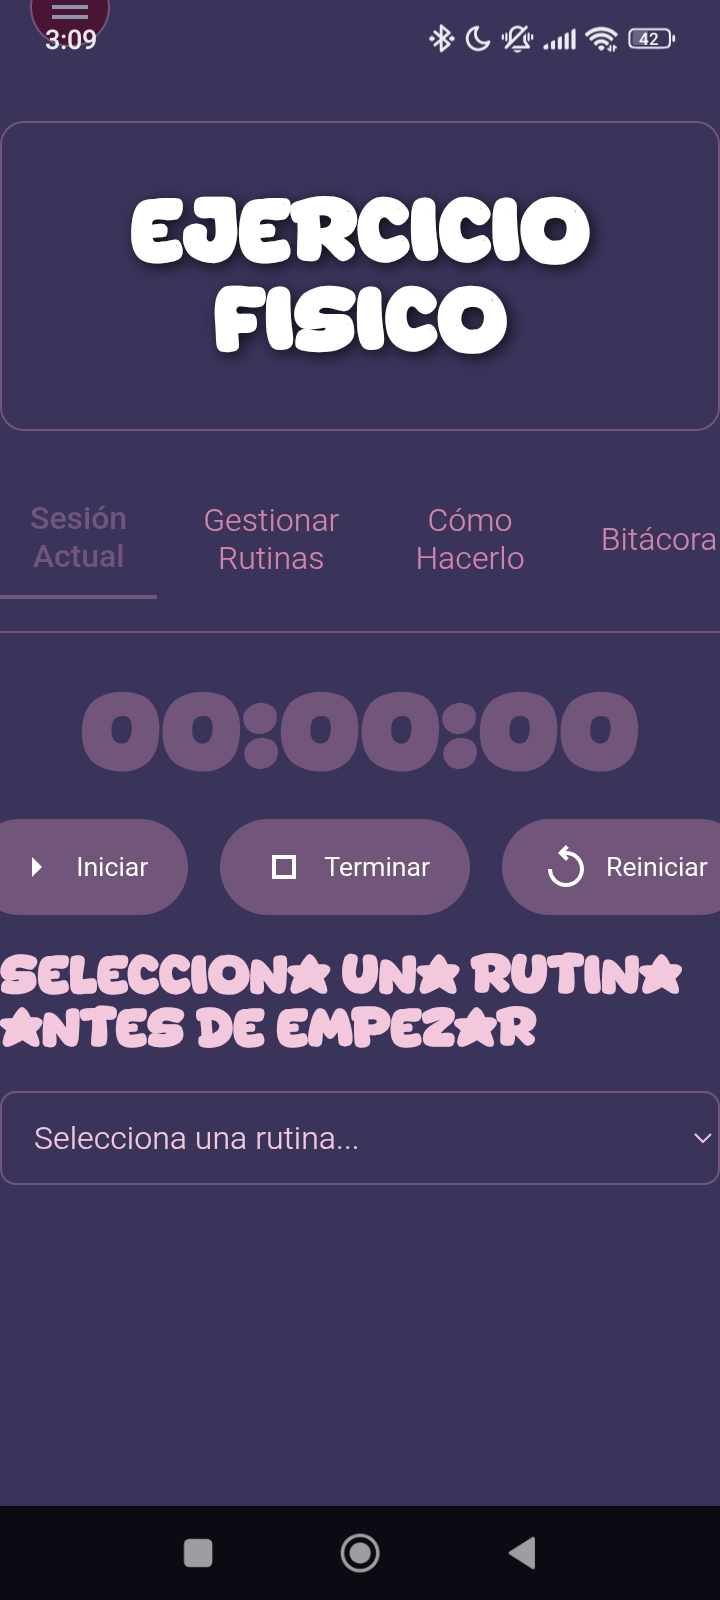 3:09
42
EJERCICIO
FISICO
Sesión
Actual
Gestionar
Rutinas
Cómo
Hacerlo
Bitácora
00:00:00
Iniciar
Terminar
Reiniciar
SELECCIONA UNA RUTINA
ANTES DE EMPEZAR
Selecciona una rutina...